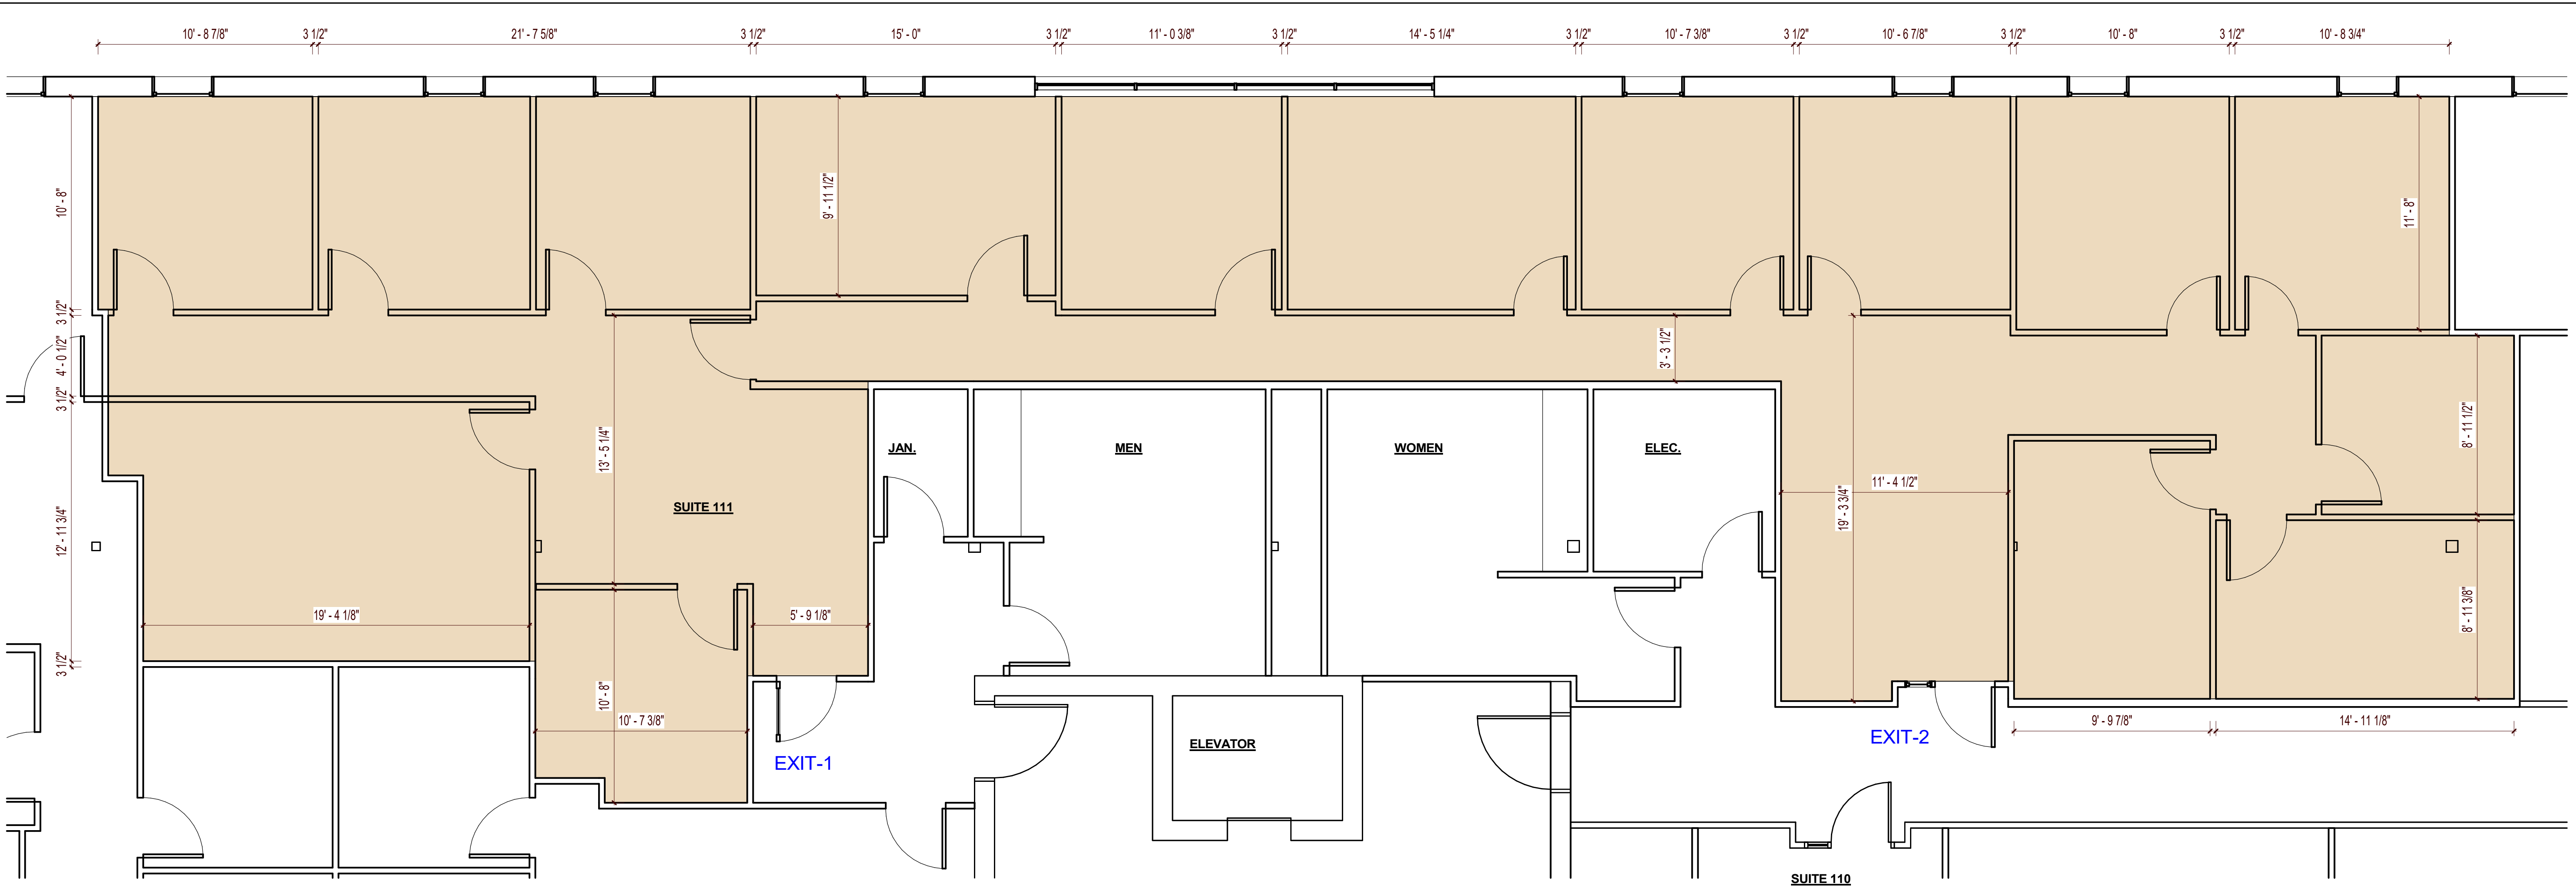 10' - 8 7/8"
3 1/2"
21' - 7 5/8"
3 1/2"
15' - 0"
3 1/2"
11' - 0 3/8"
3 1/2"
14' - 5 1/4"
3 1/2"
10' - 7 3/8"
3 1/2"
10' - 6 7/8"
3 1/2"
10' - 8"
3 1/2"
10' - 8 3/4"
10' - 8"
9' - 11 1/2"
11' - 8"
3 1/2"
4' - 0 1/2"
3 1/2"
3' - 3 1/2"
13' - 5 1/4"
JAN.
MEN
WOMEN
ELEC.
8' - 11 1/2"
11' - 4 1/2"
19' - 3 3/4"
SUITE 111
12' - 11 3/4"
19' - 4 1/8"
5' - 9 1/8"
8' - 11 3/8"
3 1/2"
10' - 8"
10' - 7 3/8"
9' - 9 7/8"
14' - 11 1/8"
EXIT-1
ELEVATOR
EXIT-2
SUITE 110